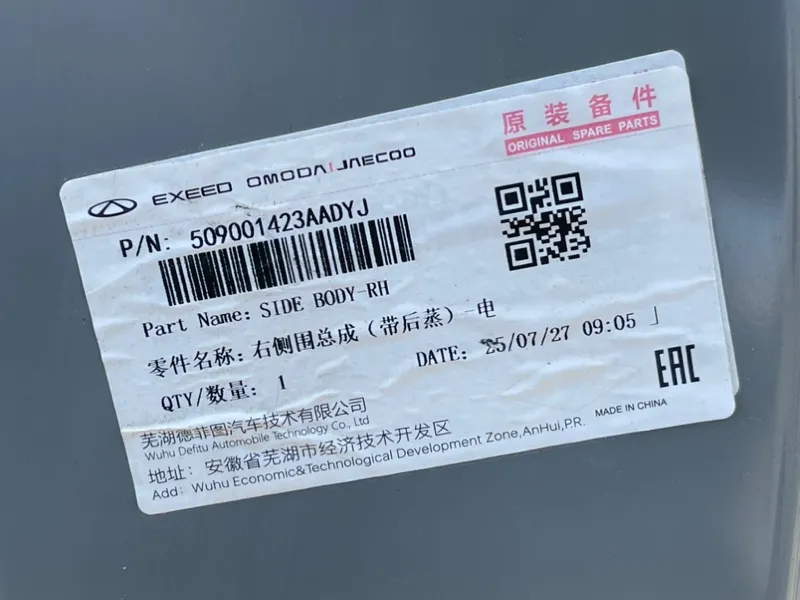 原装备件
ORIGINAL SPARE PARTS
EXEED OMODA|JAECOO
P/N: 509001423AADYJ
Part Name: SIDE BODY-RH
零件名称: 右侧围总成 (带后蒸) -电
QTY/数量: 1
DATE: 25/07/27 09:05 」
EAC
芜湖德菲图汽车技术有限公司
Wuhu Defitu Automobile Technology Co., Ltd
MADE IN CHINA
地址: 安徽省芜湖市经济技术开发区
Add: Wuhu Economic&Technological Development Zone,AnHui,P.R.